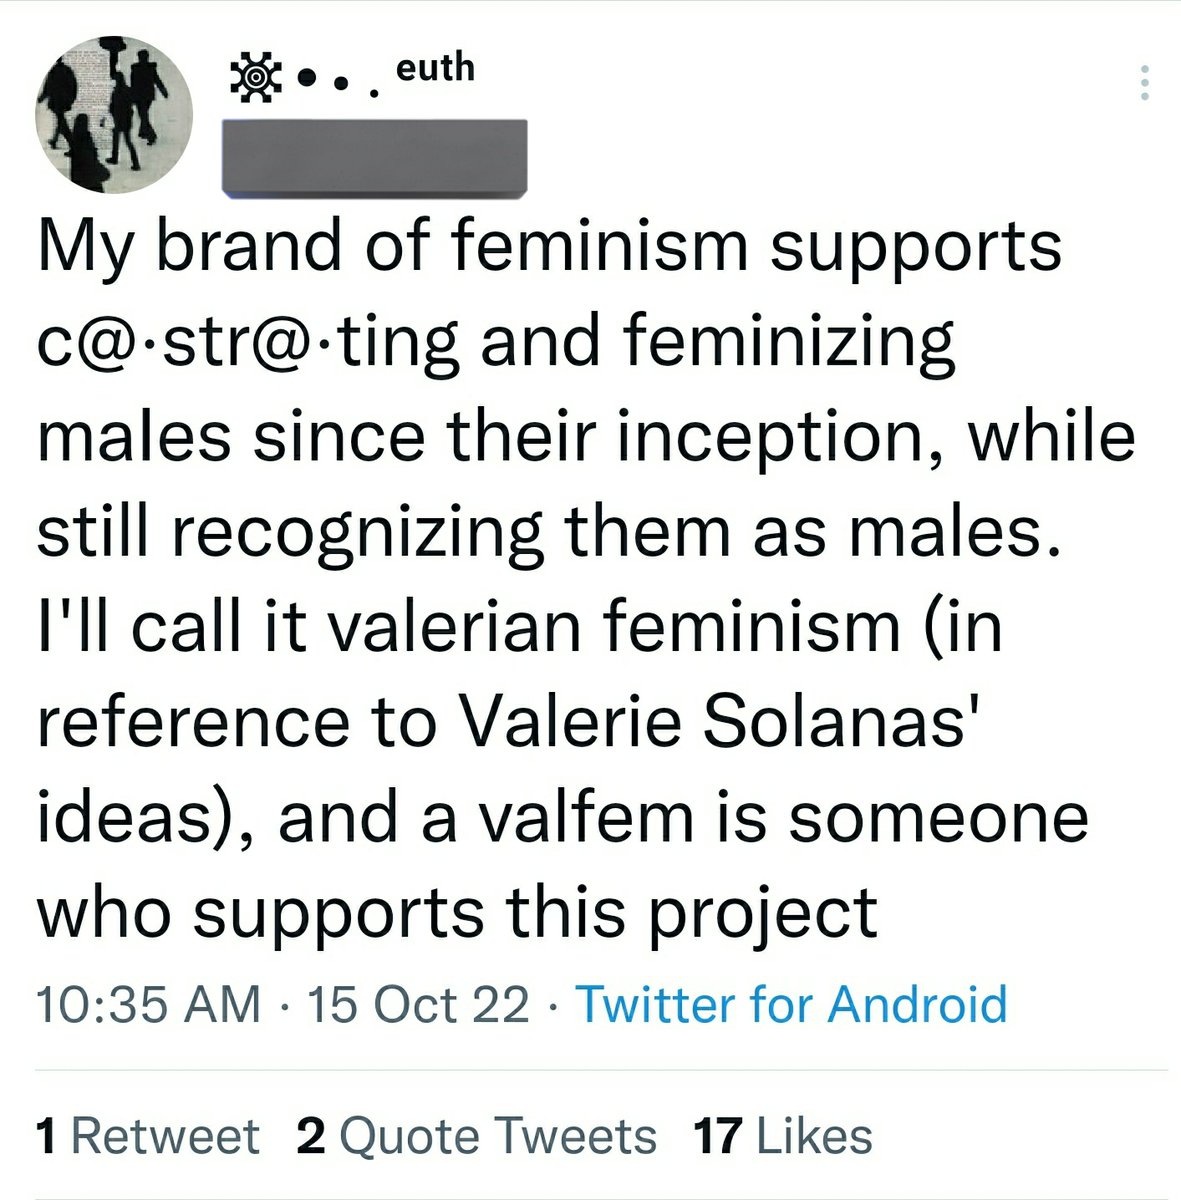 euth
My brand of feminism supports
c@·str@·ting and feminizing
males since their inception, while
still recognizing them as males.
I'll call it valerian feminism (in
reference to Valerie Solanas'
ideas), and a valfem is someone
who supports this project
10:35 AM · 15 Oct 22 · Twitter for Android
1 Retweet 2 Quote Tweets 17 Likes